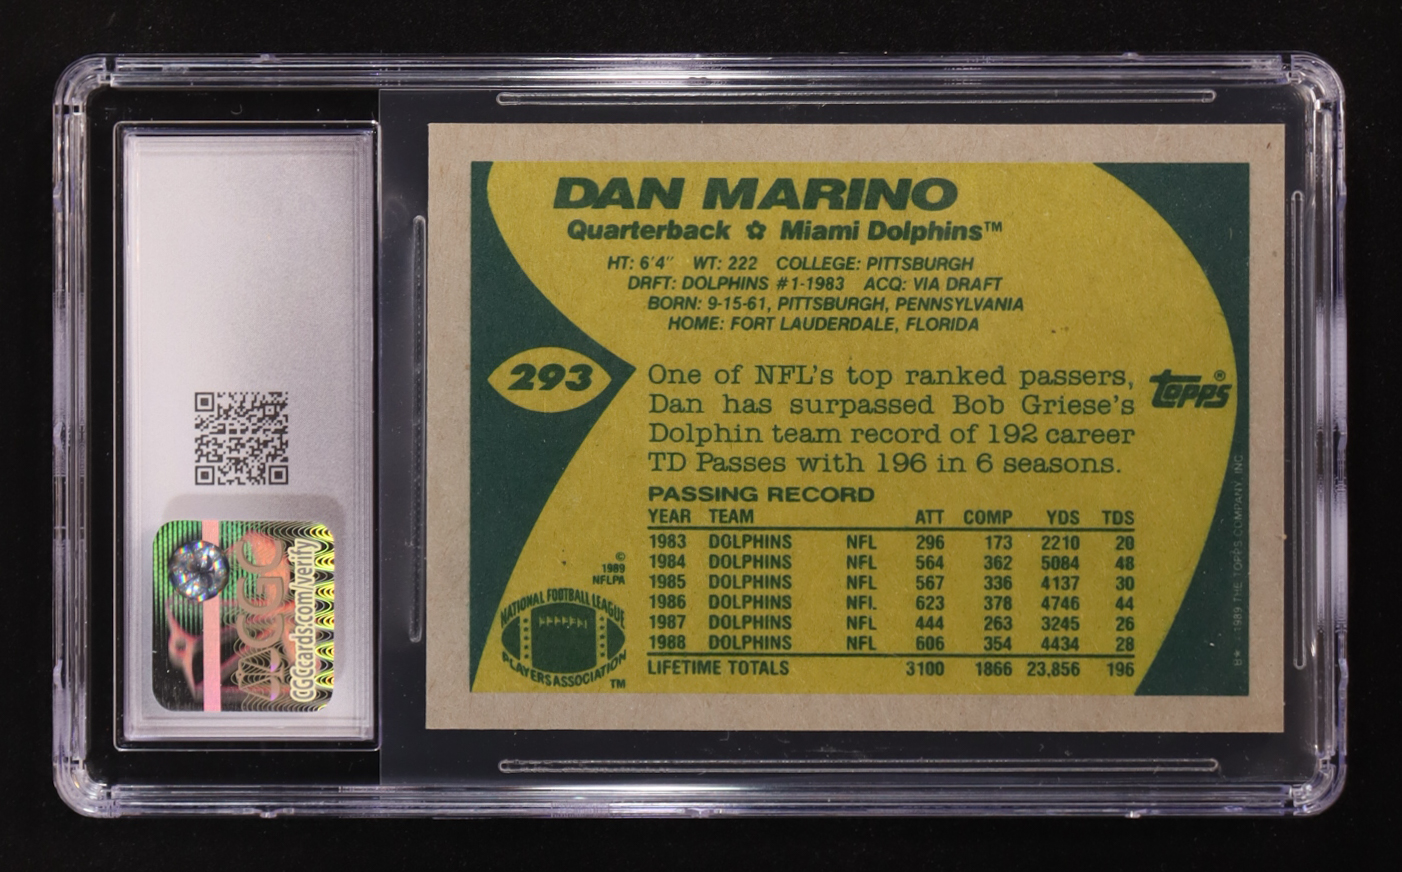 DAN MARINO
Quarterback Miami Dolphins™
HT: 6'4" WT: 222 COLLEGE: PITTSBURGH
DRFT: DOLPHINS #1-1983 ACQ: VIA DRAFT
BORN: 9-15-61, PITTSBURGH, PENNSYLVANIA
HOME: FORT LAUDERDALE, FLORIDA
293
One of NFL's top ranked passers,
Dan has surpassed Bob Griese's
Dolphin team record of 192 career
TD Passes with 196 in 6 seasons.
TOPPS®
PASSING RECORD
YEAR TEAM ATT COMP YDS TDS
1983 DOLPHINS NFL 296 173 2210 20
1984 DOLPHINS NFL 564 362 5084 48
1985 DOLPHINS NFL 567 336 4137 30
1986 DOLPHINS NFL 623 378 4746 44
1987 DOLPHINS NFL 444 263 3245 26
1988 DOLPHINS NFL 606 354 4434 28
LIFETIME TOTALS 3100 1866 23,856 196
©
1989
NFLPA
NATIONAL FOOTBALL LEAGUE
PLAYERS ASSOCIATION
™
B* · 1989 THE TOPPS COMPANY, INC.
CGC
CGCcards.com/verify